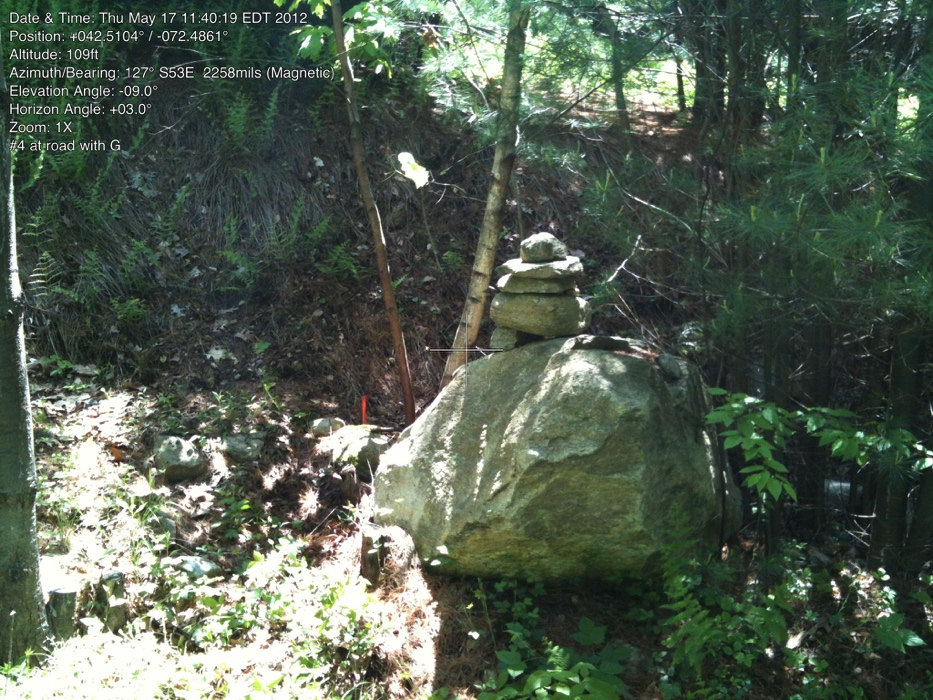 Date & Time: Thu May 17 11:40:19 EDT 2012
Position: +042.5104° / -072.4861°
Altitude: 109ft
Azimuth/Bearing: 127° S53E 2258mils (Magnetic)
Elevation Angle: -09.0°
Horizon Angle: +03.0°
Zoom: 1X
#4 at road with G